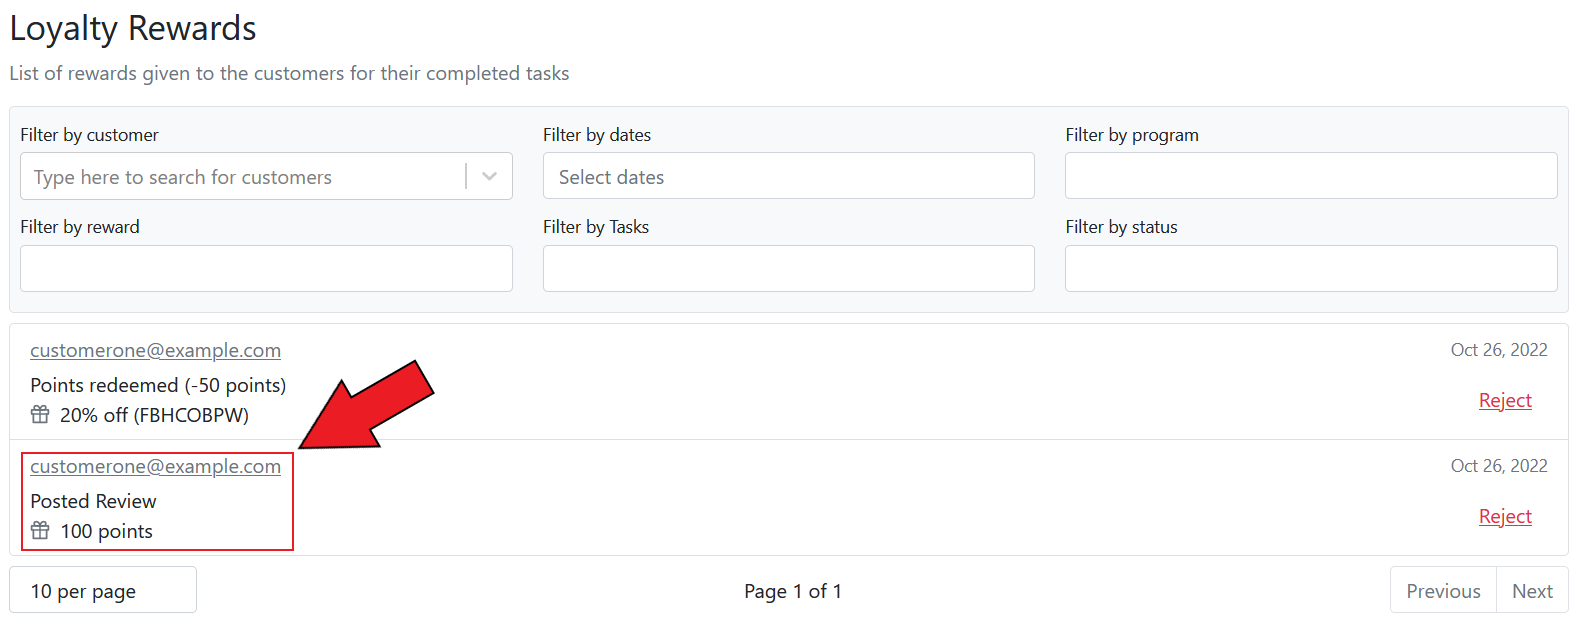 Loyalty Rewards
List of rewards given to the customers for their completed tasks
Filter by customer
Filter by dates
Filter by program
Type here to search for customers
Select dates
Filter by reward
Filter by Tasks
Filter by status
customerone@example.com
Oct 26, 2022
Points redeemed (-50 points)
20% off (FBHCOBPW)
Reject
customerone@example.com
Oct 26, 2022
Posted Review
100 points
Reject
10 per page
Page 1 of 1
Previous
Next